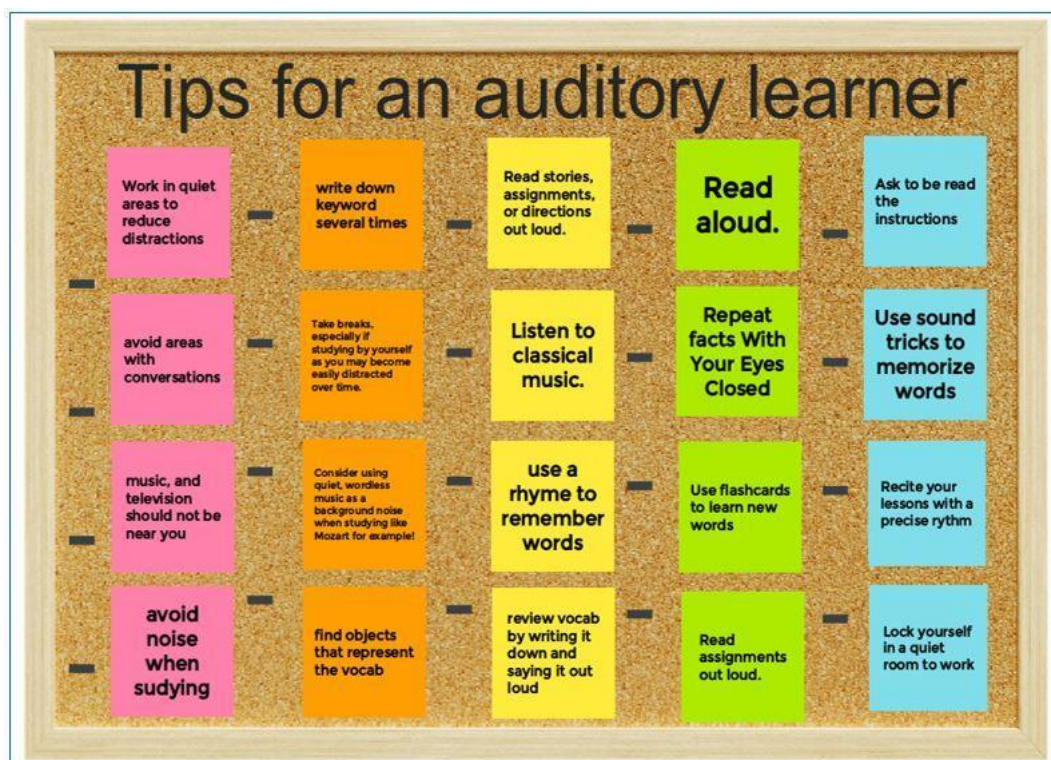 Tips for an auditory learner
Work in quiet
areas to
reduce
distractions
write down
keyword
several times
Read stories,
assignments,
or directions
out loud.
Read
aloud.
Ask to be read
the
instructions
avoid areas
with
conversations
Take breaks,
especially if
studying by yourself
as you may become
easily distracted
over time.
Listen to
classical
music.
Repeat
facts With
Your Eyes
Closed
Use sound
tricks to
memorize
words
music, and
television
should not be
near you
Consider using
quiet, wordless
music as a
background noise
when studying like
Mozart for example!
use a
rhyme to
remember
words
Use flashcards
to learn new
words
Recite your
lessons with a
precise rythm
avoid
noise
when
sudying
find objects
that represent
the vocab
review vocab
by writing it
down and
saying it out
loud
Read
assignments
out loud.
Lock yourself
in a quiet
room to work